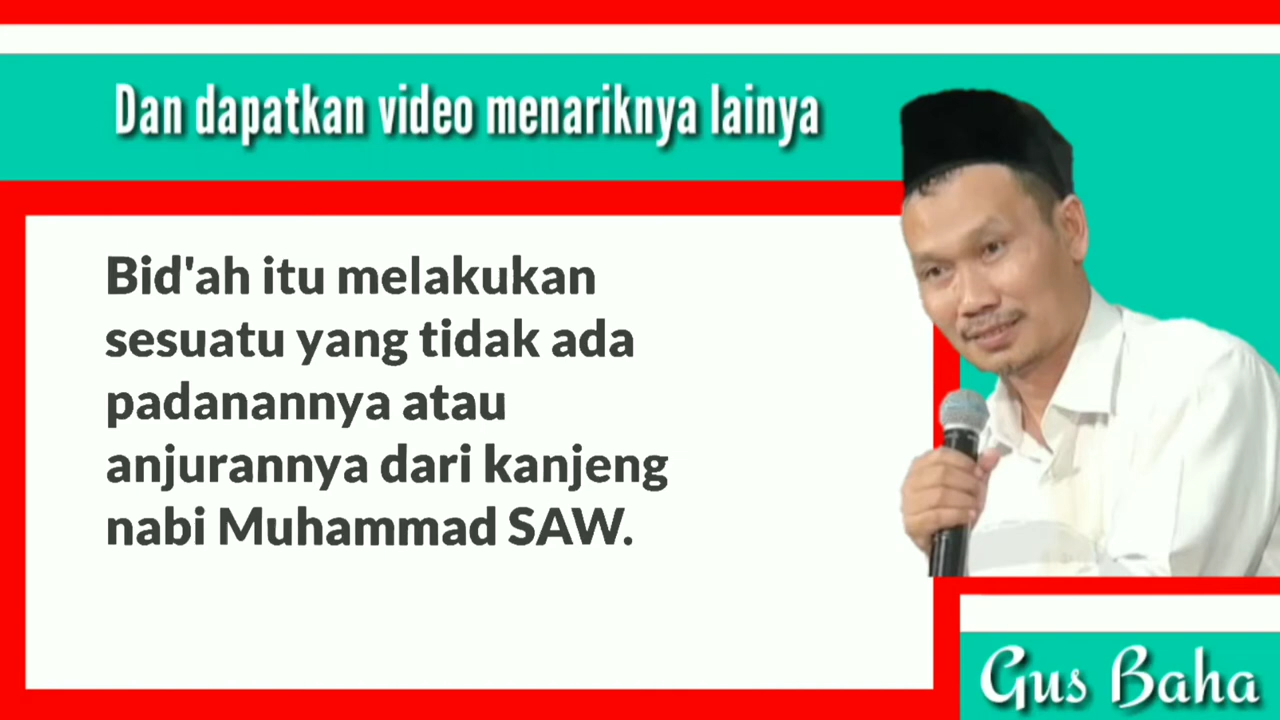 Dan dapatkan video menariknya lainya
Bid'ah itu melakukan
sesuatu yang tidak ada
padanannya atau
anjurannya dari kanjeng
nabi Muhammad SAW.
Gus Baha